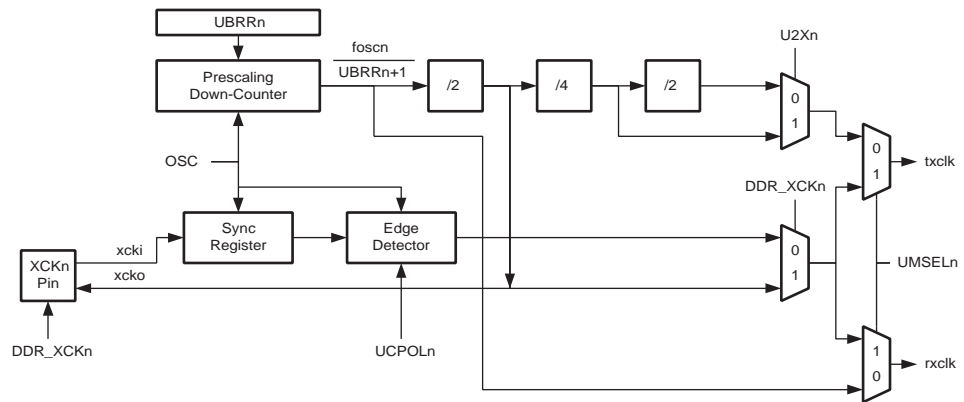 UBRRn
foscn
UBRRn+1
U2Xn
Prescaling
Down-Counter
/2
/4
/2
0
1
OSC
0
1
txclk
DDR_XCKn
Sync
Register
Edge
Detector
xcki
0
1
XCKn
Pin
xcko
UMSELn
DDR_XCKn
UCPOLn
1
0
rxclk